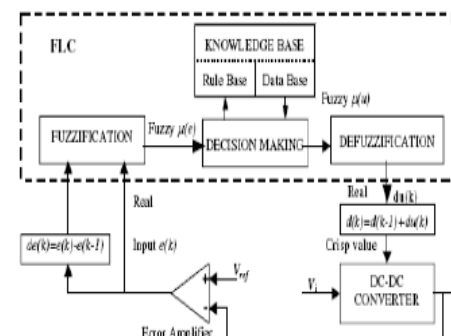 FLC
KNOWLEDGE BASE
Rule Base
Data Base
Fuzzy μ(u)
FUZZIFICATION
Fuzzy μ(e)
DECISION MAKING
DEFUZZIFICATION
Real
Real
du(k)
de(k)=e(k)-e(k-1)
Input e(k)
d(k)=d(k-1)+du(k)
Crisp value
Vref
Vi
DC-DC
CONVERTER
Error Amplifier